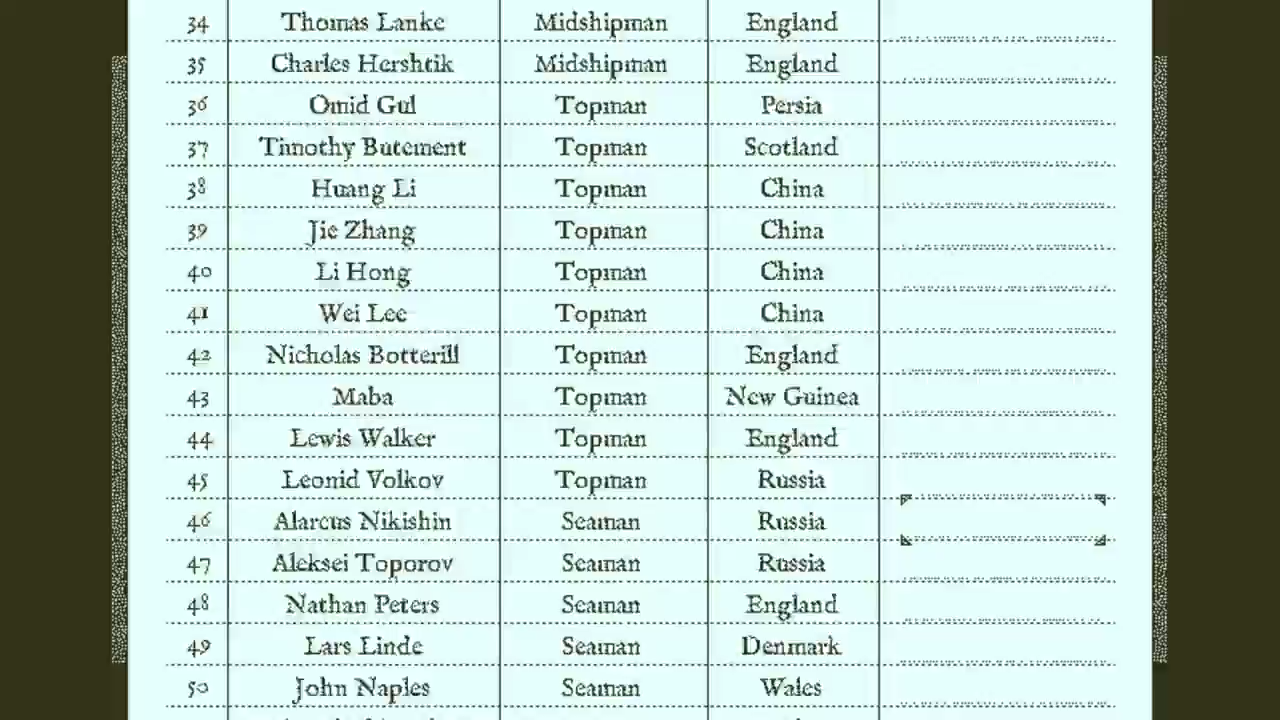 34 Thomas Lanke Midshipman England
35 Charles Hershtik Midshipman England
36 Omid Gul Topman Persia
37 Timothy Butement Topman Scotland
38 Huang Li Topman China
39 Jie Zhang Topman China
40 Li Hong Topman China
41 Wei Lee Topman China
42 Nicholas Botterill Topman England
43 Maba Topman New Guinea
44 Lewis Walker Topman England
45 Leonid Volkov Topman Russia
46 Alarcus Nikishin Seaman Russia
47 Aleksei Toporov Seaman Russia
48 Nathan Peters Seaman England
49 Lars Linde Seaman Denmark
50 John Naples Seaman Wales